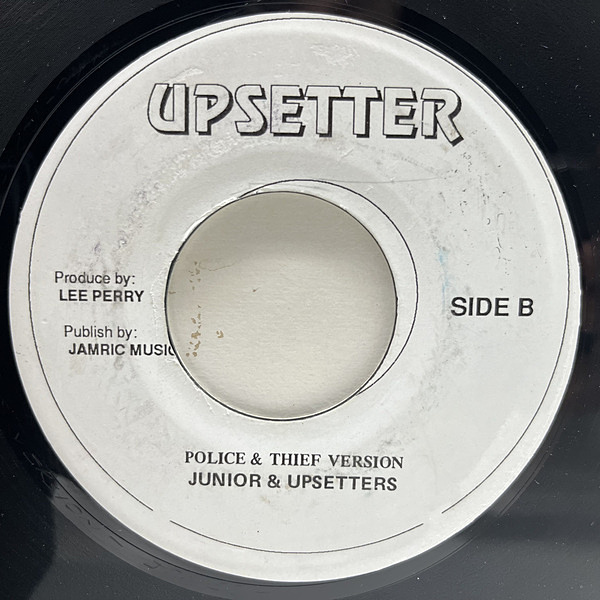 UPSETTER
Produce by:
LEE PERRY
Publish by:
JAMRIC MUSIC
SIDE B
POLICE & THIEF VERSION
JUNIOR & UPSETTERS